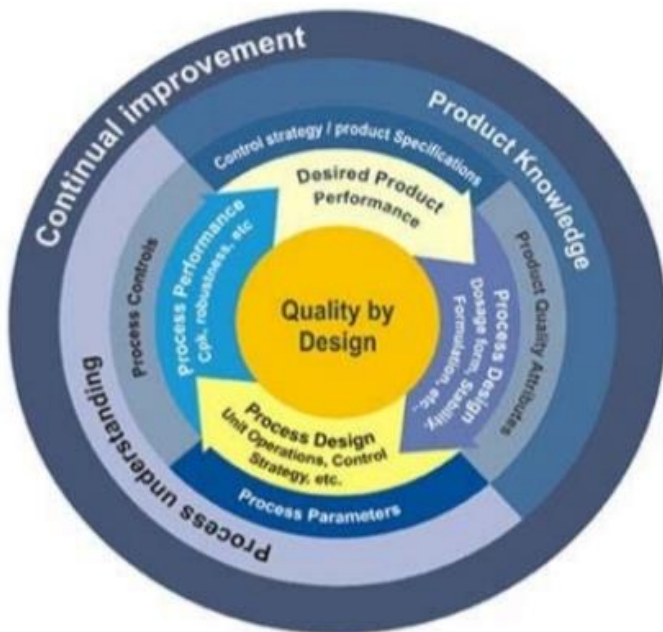 Continual improvement
Product Knowledge
Control strategy / product Specifications
Desired Product
Performance
Process Design
Dosage form, Stability,
Formulation, etc.,
Product Quality Attributes
Process Design
Unit Operations, Control
Strategy, etc.
Process Parameters
Process Performance
Cpk. robusiness, etc
Process Controls
Process understanding
Quality by
Design